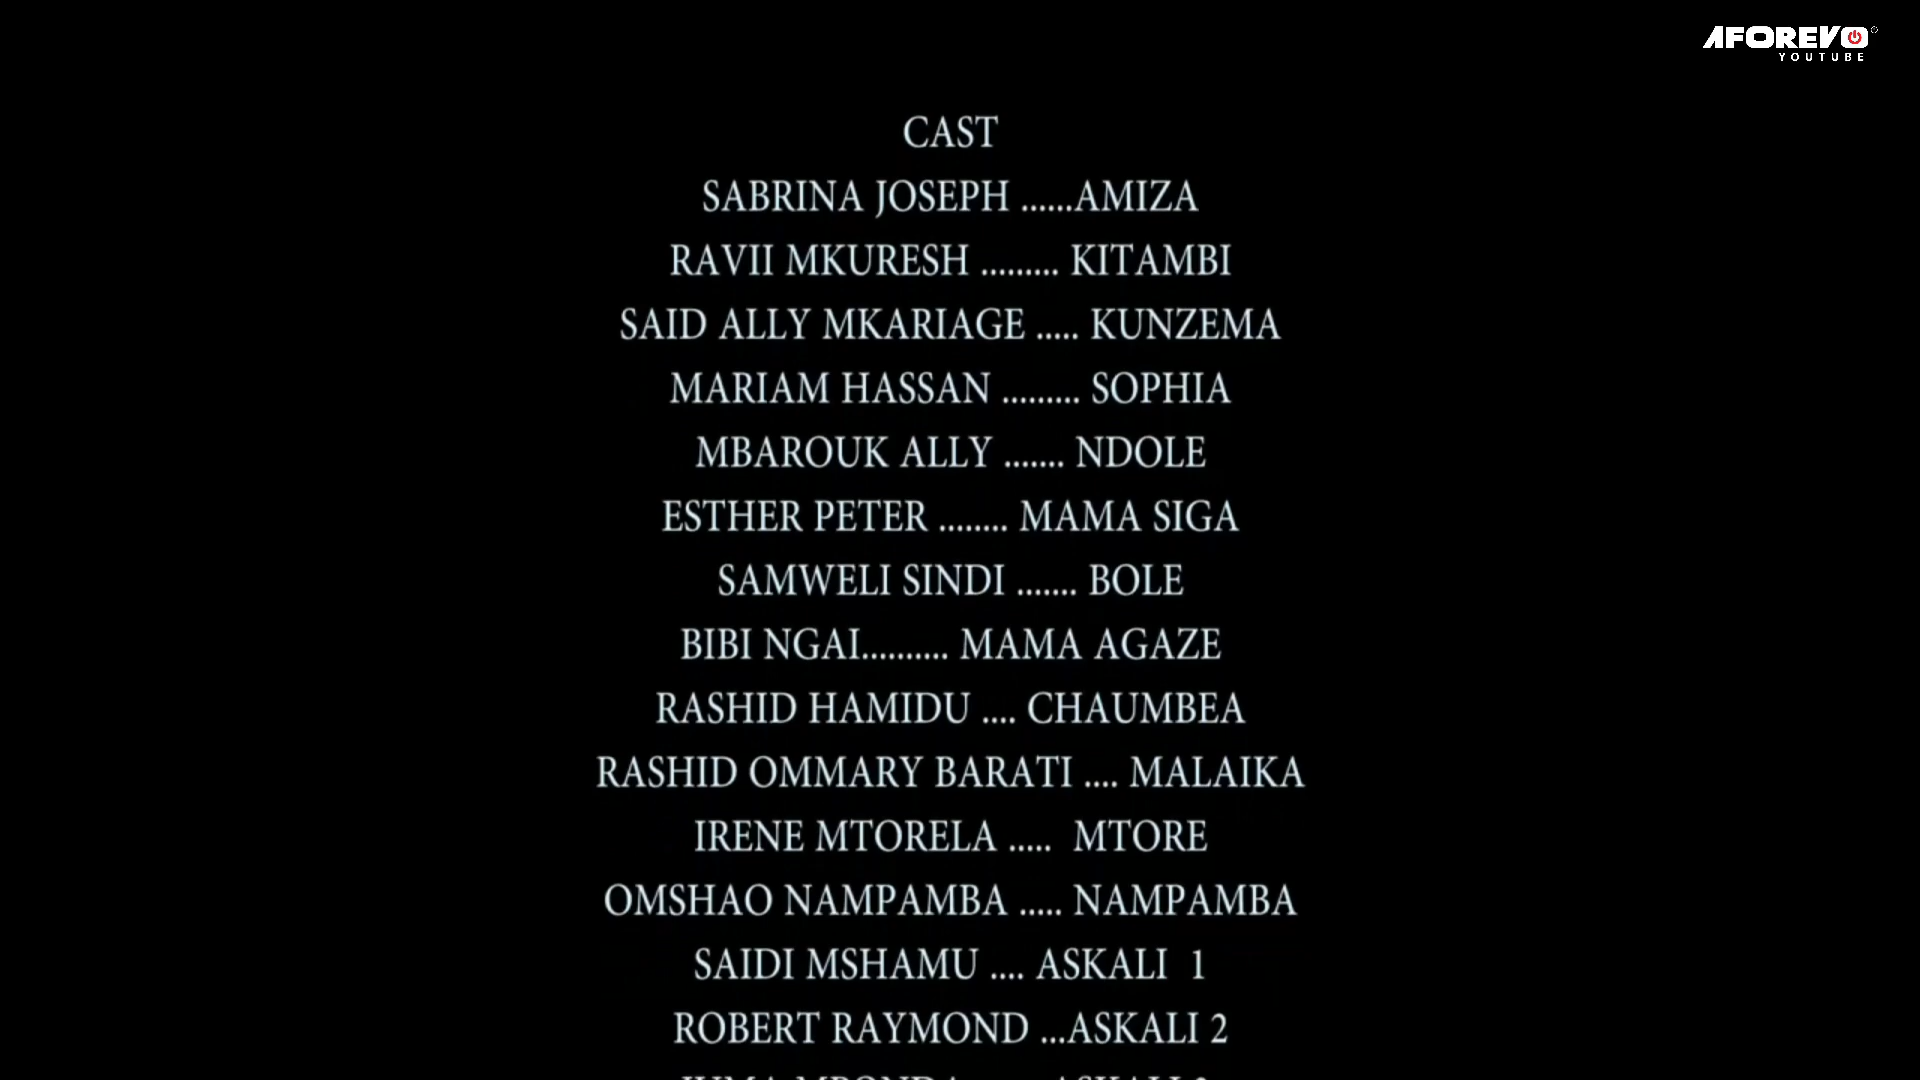 AFOREVO
YOUTUBE
CAST
SABRINA JOSEPH ......AMIZA
RAVII MKURESH ......... KITAMBI
SAID ALLY MKARIAGE ..... KUNZEMA
MARIAM HASSAN ......... SOPHIA
MBAROUK ALLY ....... NDOLE
ESTHER PETER ........ MAMA SIGA
SAMWELI SINDI ....... BOLE
BIBI NGAI.......... MAMA AGAZE
RASHID HAMIDU .... CHAUMBEA
RASHID OMMARY BARATI .... MALAIKA
IRENE MTORELA .....  MTORE
OMSHAO NAMPAMBA ..... NAMPAMBA
SAIDI MSHAMU .... ASKALI  1
ROBERT RAYMOND ...ASKALI 2